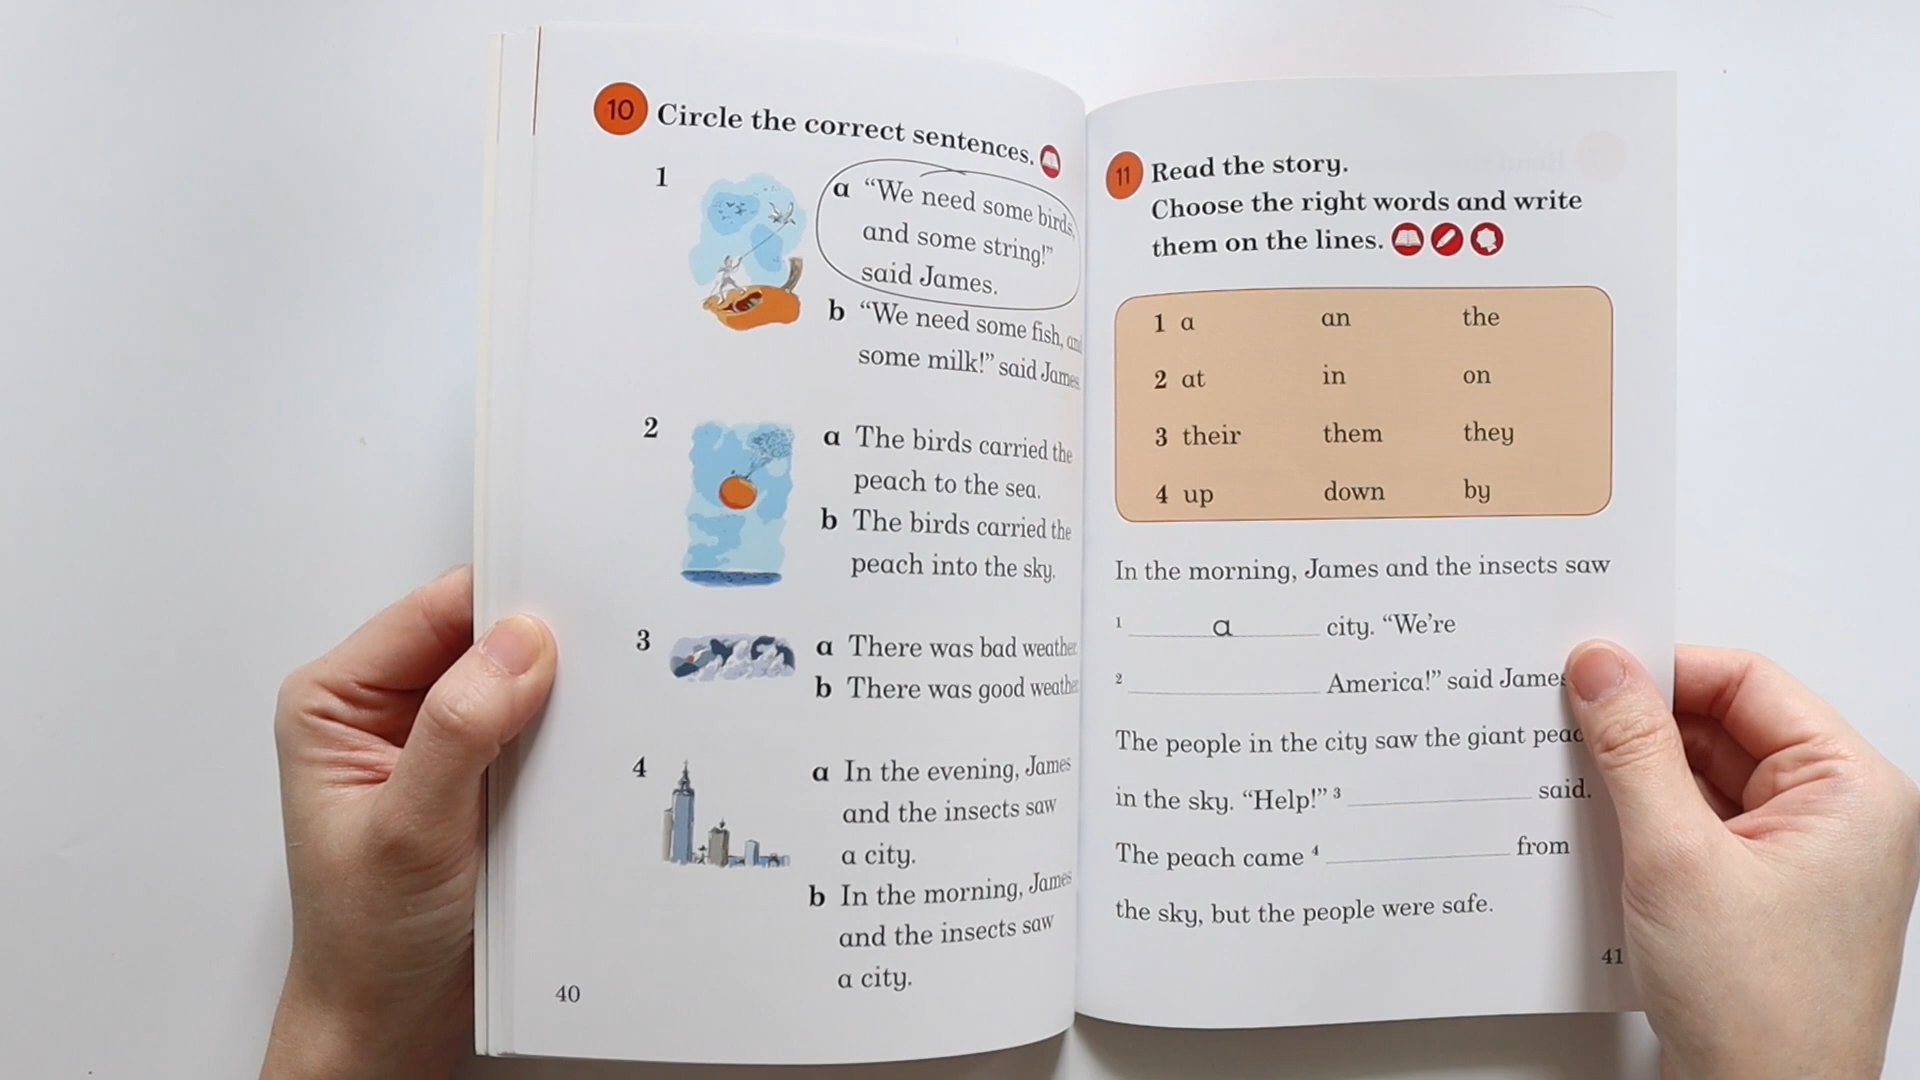 10 Circle the correct sentences.
1
a "We need some birds,
and some string!"
said James.
b "We need some fish, and
some milk!" said James.
2
a The birds carried the
peach to the sea.
b The birds carried the
peach into the sky.
3
a There was bad weather.
b There was good weather
4
a In the evening, James
and the insects saw
a city.
b In the morning, James
and the insects saw
a city.
40
11 Read the story.
Choose the right words and write
them on the lines.
1 a an the
2 at in on
3 their them they
4 up down by
In the morning, James and the insects saw
1 a city. "We're
2 America!" said James
The people in the city saw the giant
in the sky. "Help!" 3 said.
The peach came 4 from
the sky, but the people were safe.
41